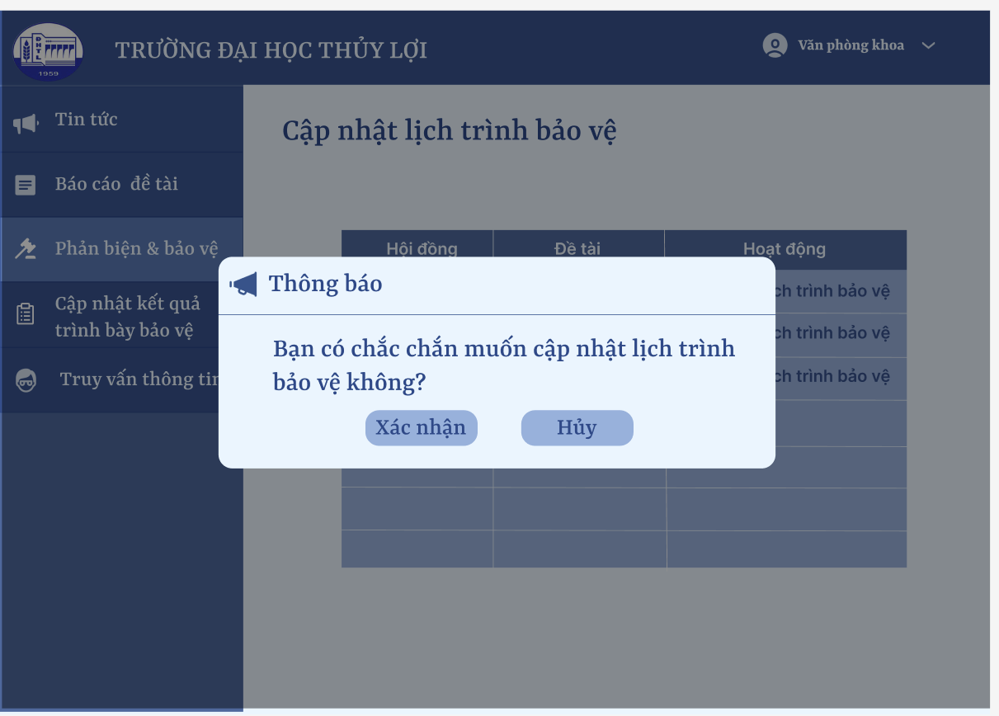 TRƯỜNG ĐẠI HỌC THỦY LỢI
Văn phòng khoa
1959
Tin tức
Báo cáo đề tài
Phản biện & bảo vệ
Cập nhật kết quả
trình bày bảo vệ
Truy vấn thông tin
Cập nhật lịch trình bảo vệ
Hội đồng Đề tài Hoạt động
ch trình bảo vệ
ch trình bảo vệ
ch trình bảo vệ
Thông báo
Bạn có chắc chắn muốn cập nhật lịch trình
bảo vệ không?
Xác nhận Hủy